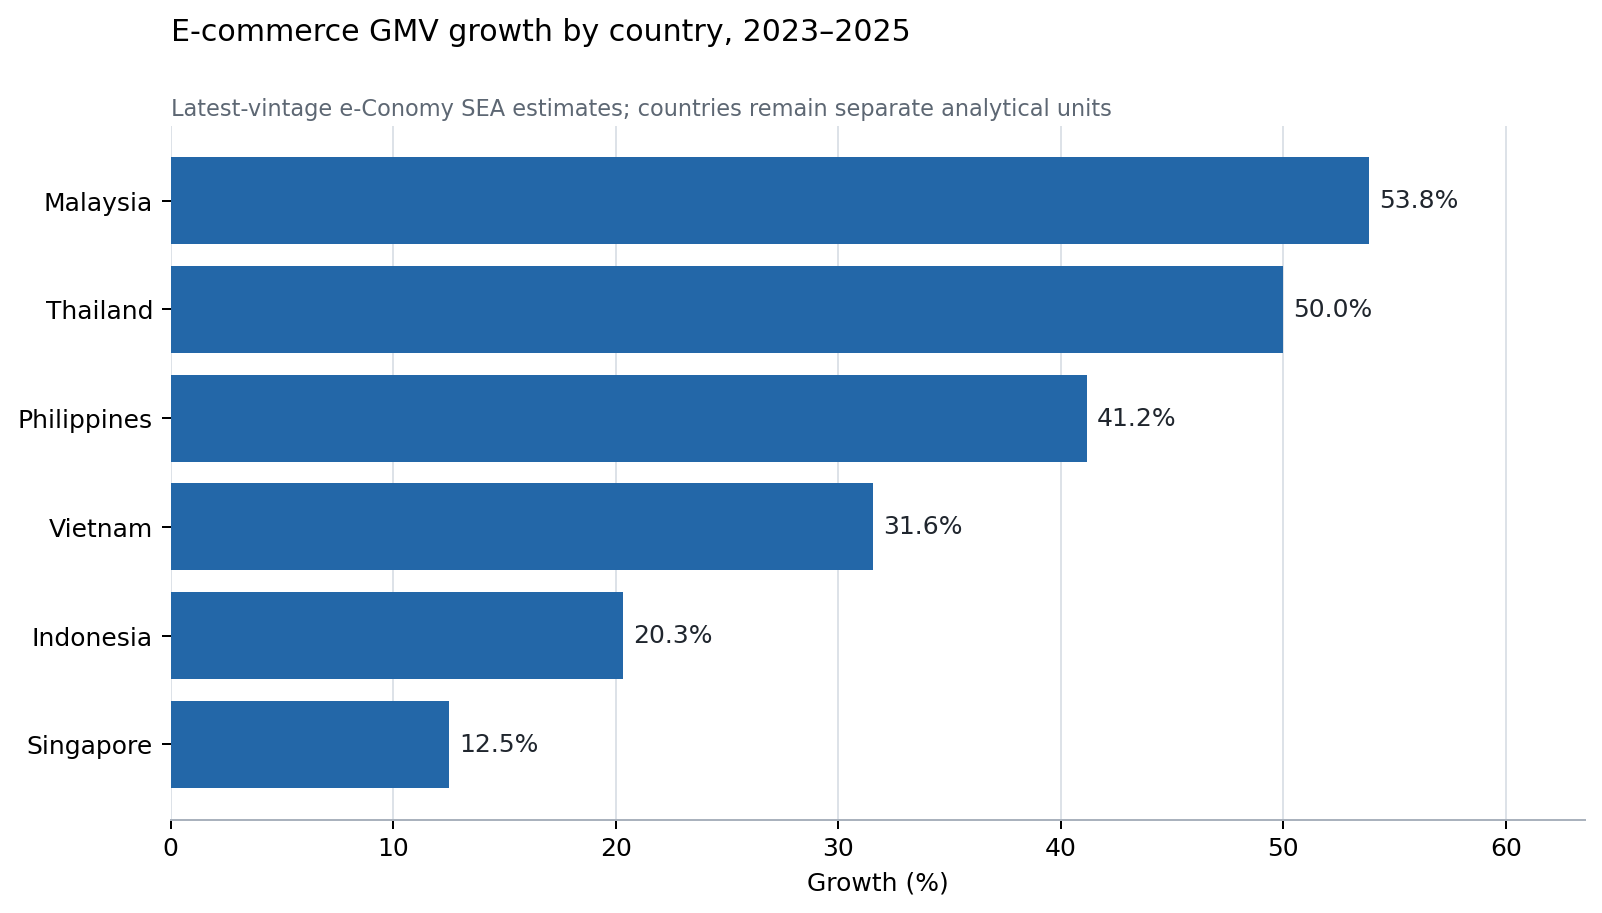 E-commerce GMV growth by country, 2023–2025
Latest-vintage e-Conomy SEA estimates; countries remain separate analytical units
Malaysia 53.8%
Thailand 50.0%
Philippines 41.2%
Vietnam 31.6%
Indonesia 20.3%
Singapore 12.5%
0 10 20 30 40 50 60
Growth (%)